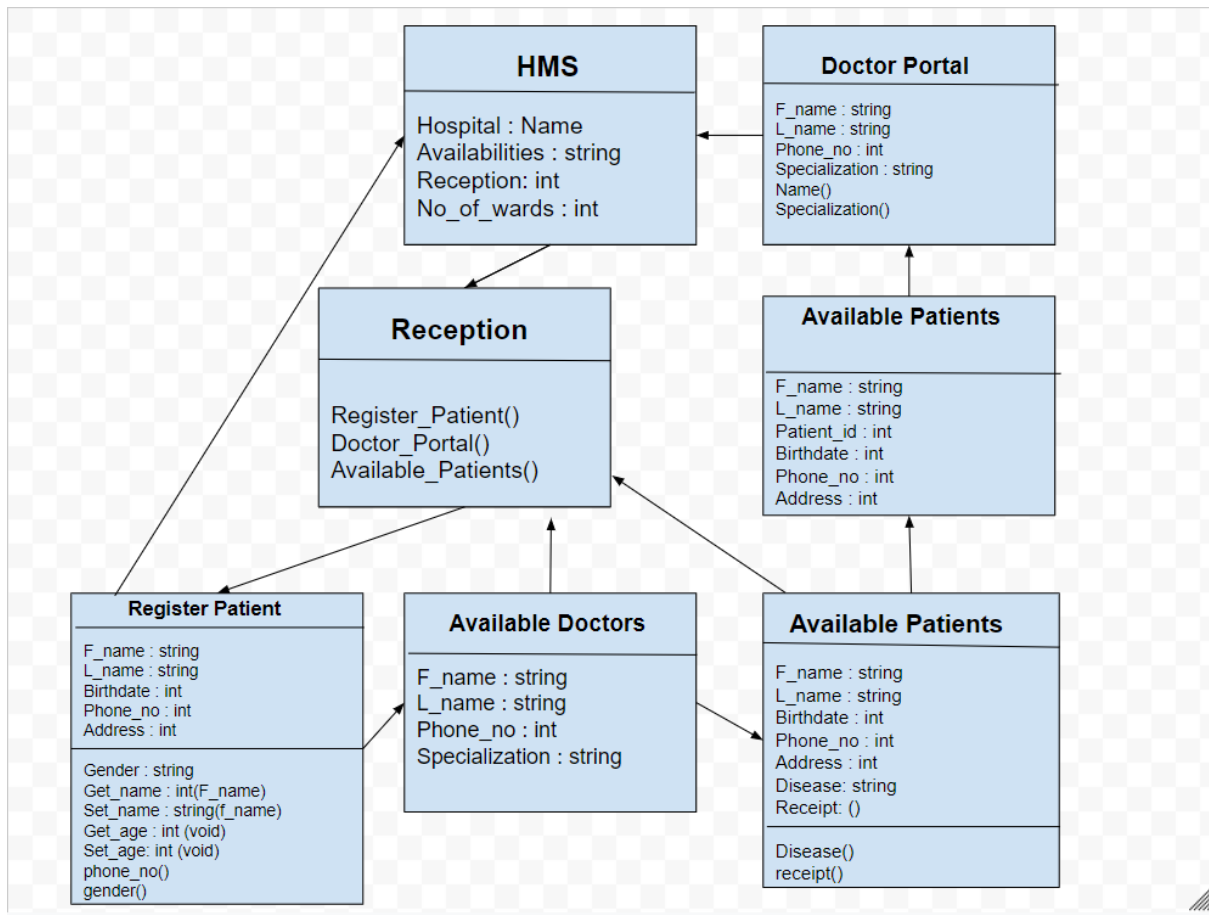 HMS
Hospital : Name
Availabilities : string
Reception: int
No_of_wards : int
Doctor Portal
F_name : string
L_name : string
Phone_no : int
Specialization : string
Name()
Specialization()
Reception
Register_Patient()
Doctor_Portal()
Available_Patients()
Available Patients
F_name : string
L_name : string
Patient_id : int
Birthdate : int
Phone_no : int
Address : int
Register Patient
F_name : string
L_name : string
Birthdate : int
Phone_no : int
Address : int
Gender : string
Get_name : int(F_name)
Set_name : string(f_name)
Get_age : int (void)
Set_age: int (void)
phone_no()
gender()
Available Doctors
F_name : string
L_name : string
Phone_no : int
Specialization : string
Available Patients
F_name : string
L_name : string
Birthdate : int
Phone_no : int
Address : int
Disease: string
Receipt: ()
Disease()
receipt()